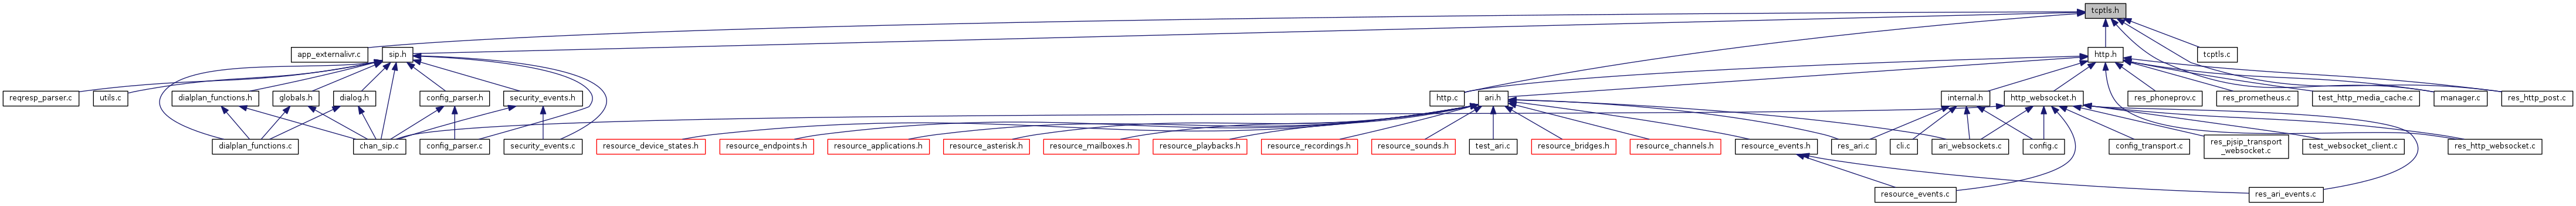 tcptls.h
app_externalivr.c
sip.h
http.h
tcptls.c
reqresp_parser.c
utils.c
dialplan_functions.h
globals.h
dialog.h
config_parser.h
security_events.h
http.c
ari.h
internal.h
http_websocket.h
res_phoneprov.c
res_prometheus.c
test_http_media_cache.c
manager.c
res_http_post.c
dialplan_functions.c
chan_sip.c
config_parser.c
security_events.c
resource_device_states.h
resource_endpoints.h
resource_applications.h
resource_asterisk.h
resource_mailboxes.h
resource_playbacks.h
resource_recordings.h
resource_sounds.h
test_ari.c
resource_bridges.h
resource_channels.h
resource_events.h
res_ari.c
cli.c
ari_websockets.c
config.c
config_transport.c
res_pjsip_transport
_websocket.c
test_websocket_client.c
res_http_websocket.c
resource_events.c
res_ari_events.c